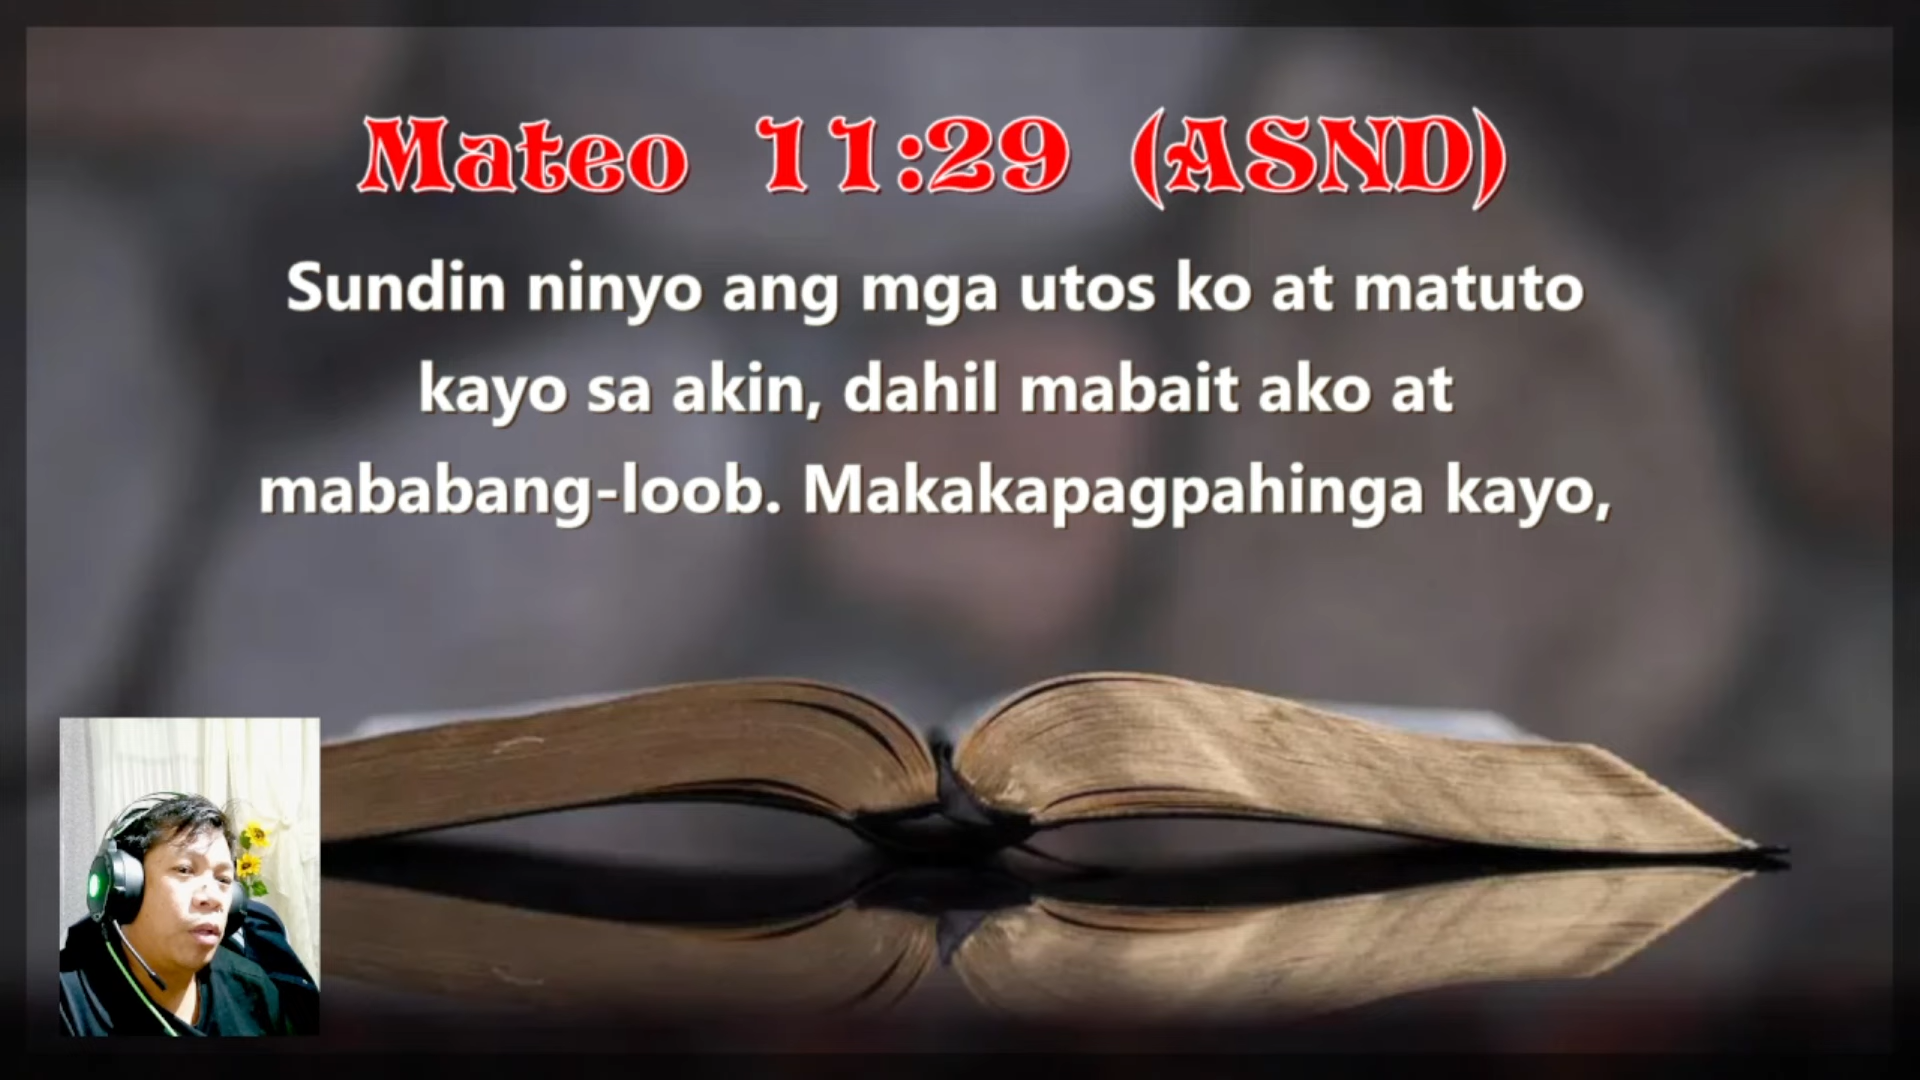 Mateo 11:29 (ASND)
Sundin ninyo ang mga utos ko at matuto
kayo sa akin, dahil mabait ako at
mababang-loob. Makakapagpahinga kayo,